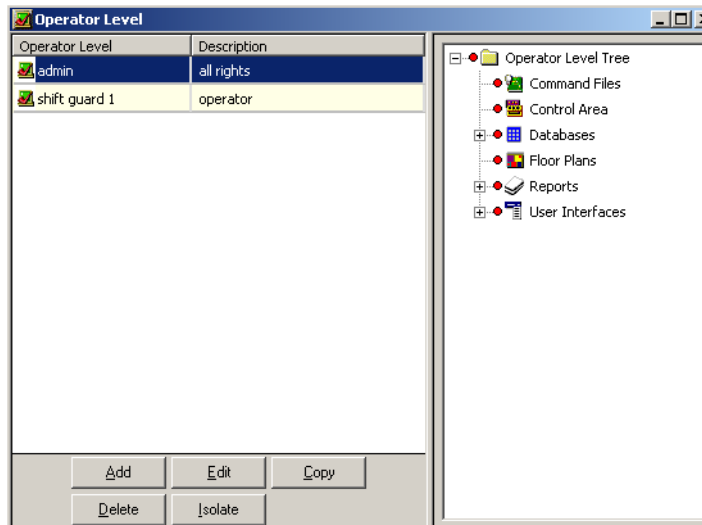 Operator Level
Operator Level Description
admin all rights
shift guard 1 operator
Add Edit Copy
Delete Isolate
Operator Level Tree
Command Files
Control Area
Databases
Floor Plans
Reports
User Interfaces